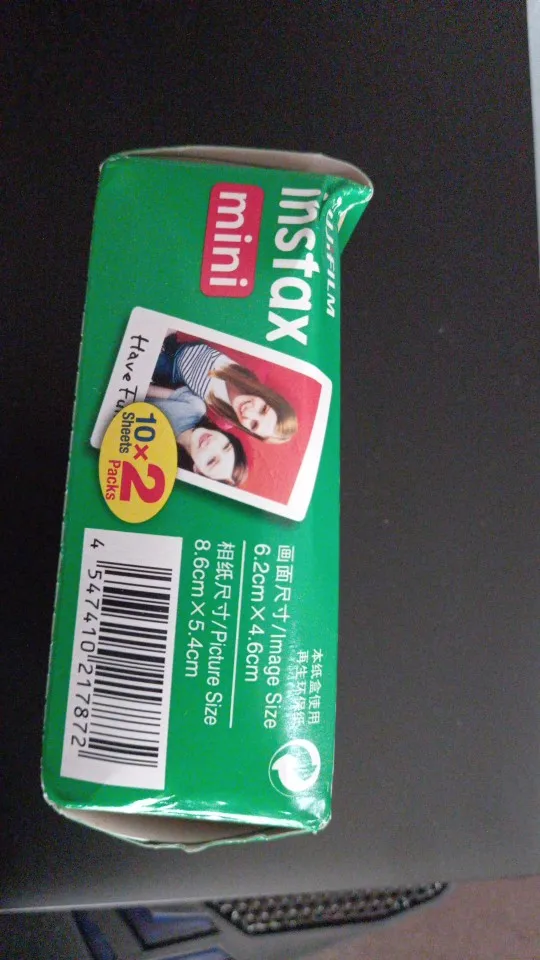 FUJIFILM
instax
mini
Have Fun
10×2
Sheets Packs
画面尺寸/Image Size
6.2cm×4.6cm
相纸尺寸/Picture Size
8.6cm×5.4cm
本纸盒使用
再生环保纸
4 547410 217872